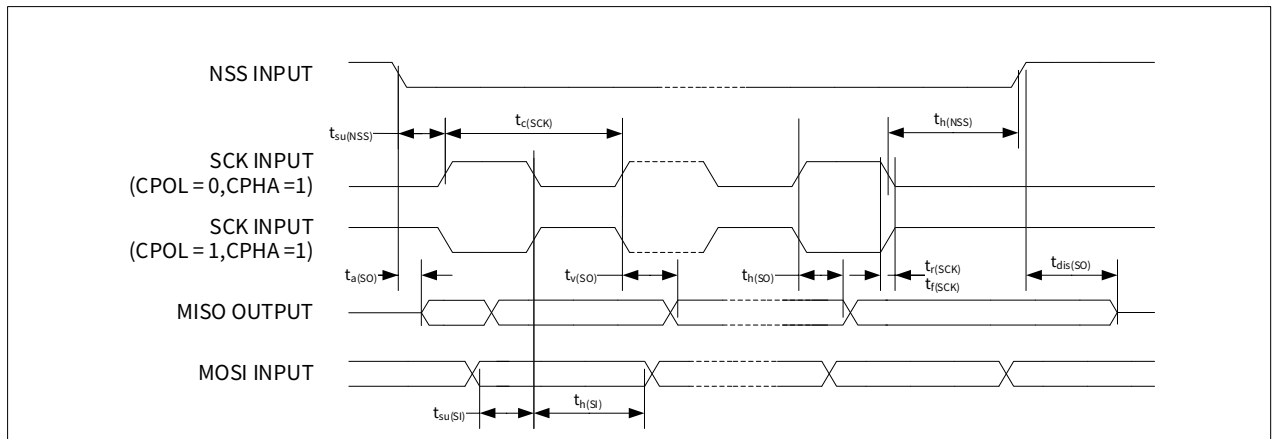 NSS INPUT
t_su(NSS)
t_c(SCK)
t_h(NSS)
SCK INPUT
(CPOL = 0,CPHA =1)
SCK INPUT
(CPOL = 1,CPHA =1)
t_a(SO)
t_v(SO)
t_h(SO)
t_r(SCK)
t_f(SCK)
t_dis(SO)
MISO OUTPUT
MOSI INPUT
t_su(SI)
t_h(SI)